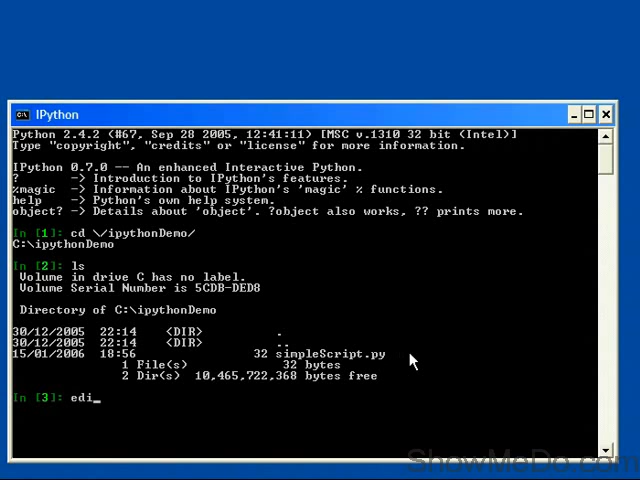 IPython
Python 2.4.2 (#67, Sep 28 2005, 12:41:11) [MSC v.1310 32 bit (Intel)]
Type "copyright", "credits" or "license" for more information.
IPython 0.7.0 -- An enhanced Interactive Python.
?       -> Introduction to IPython's features.
%magic  -> Information about IPython's 'magic' % functions.
help    -> Python's own help system.
object? -> Details about 'object'. ?object also works, ?? prints more.
In [1]: cd \/ipythonDemo/
C:\ipythonDemo
In [2]: ls
Volume in drive C has no label.
Volume Serial Number is 5CDB-DED8
Directory of C:\ipythonDemo
30/12/2005  22:14    <DIR>          .
30/12/2005  22:14    <DIR>          ..
15/01/2006  18:56                32 simpleScript.py
1 File(s)             32 bytes
2 Dir(s)  10,465,722,368 bytes free
In [3]: edi_
ShowMeDo.com